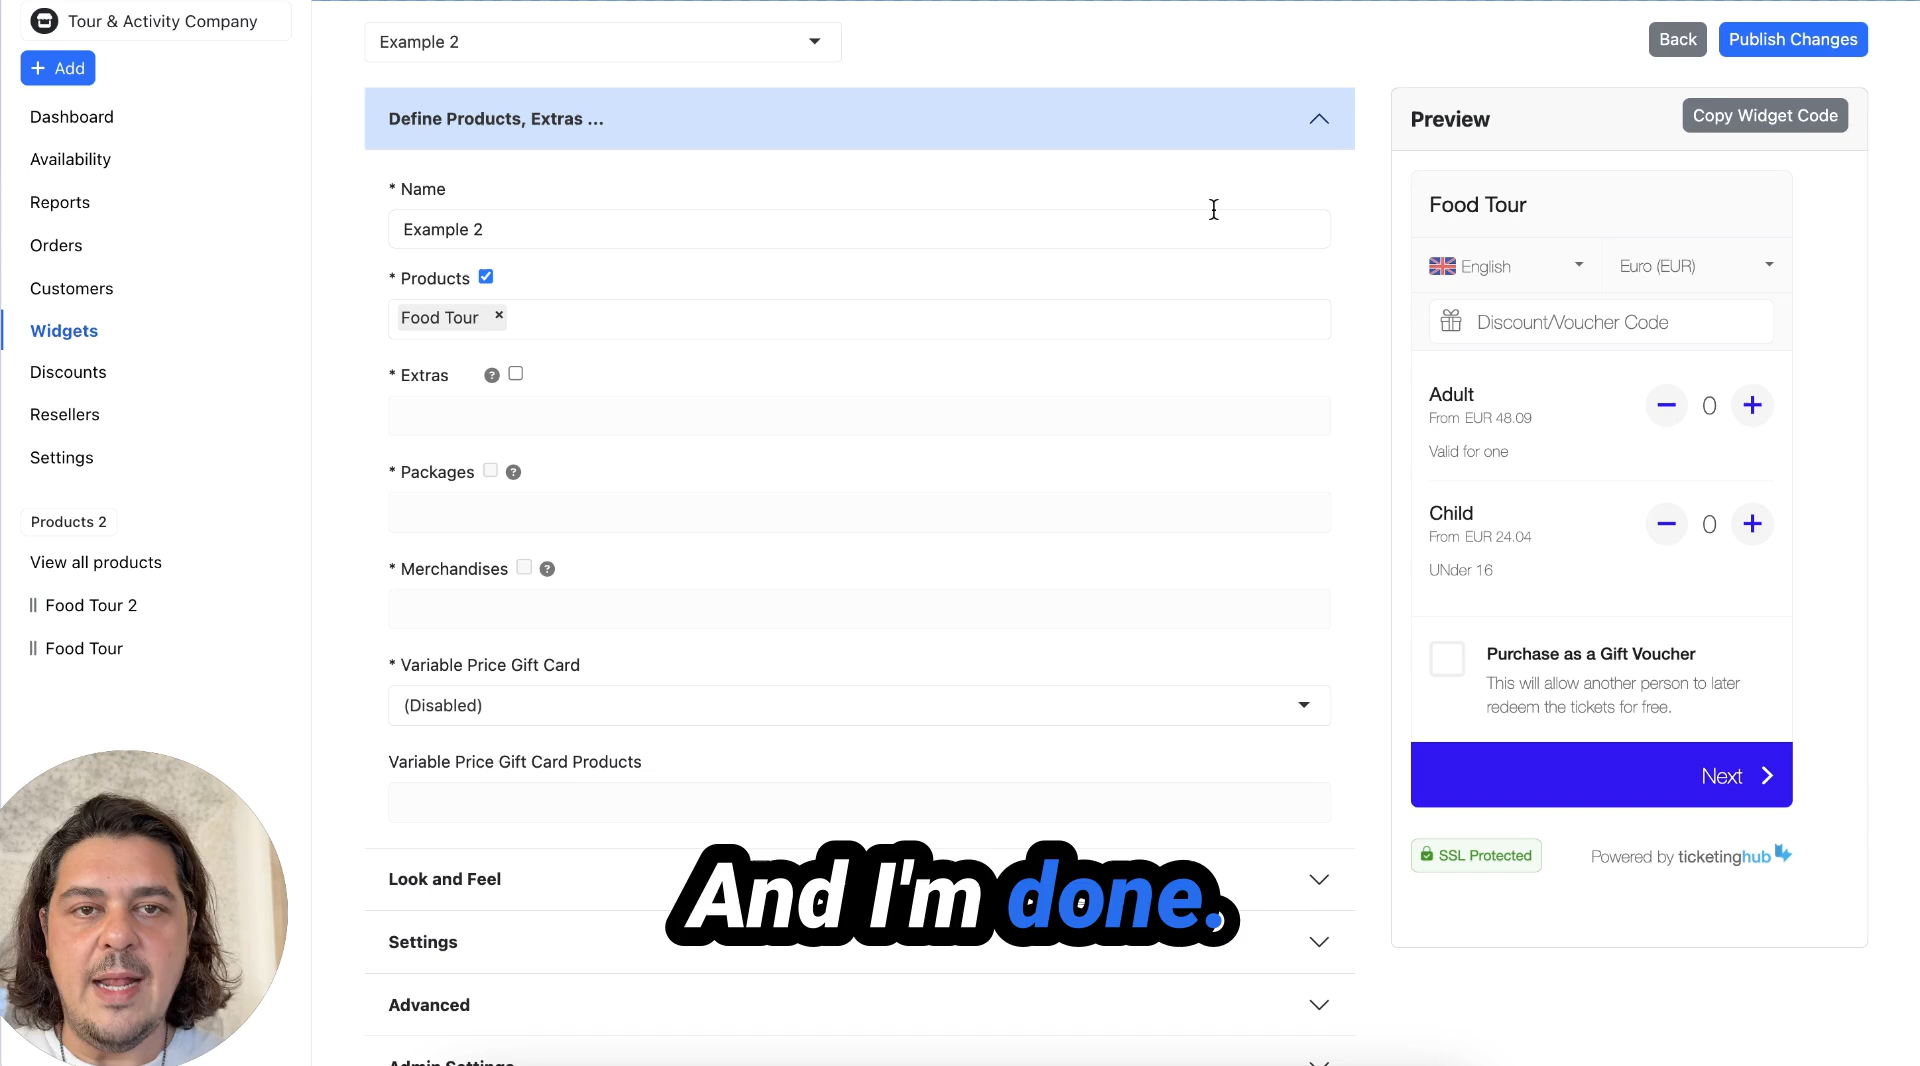 Tour & Activity Company
+ Add
Dashboard
Availability
Reports
Orders
Customers
Widgets
Discounts
Resellers
Settings
Products 2
View all products
Food Tour 2
Food Tour
Example 2
Back
Publish Changes
Define Products, Extras ...
* Name
Example 2
* Products
Food Tour ×
* Extras ?
* Packages ?
* Merchandises ?
* Variable Price Gift Card
(Disabled)
Variable Price Gift Card Products
Look and Feel
Settings
Advanced
Admin Settings
And I'm done.
Preview
Copy Widget Code
Food Tour
English
Euro (EUR)
Discount/Voucher Code
Adult
From EUR 48.09
Valid for one
0
Child
From EUR 24.04
UNder 16
0
Purchase as a Gift Voucher
This will allow another person to later
redeem the tickets for free.
Next
SSL Protected
Powered by ticketinghub